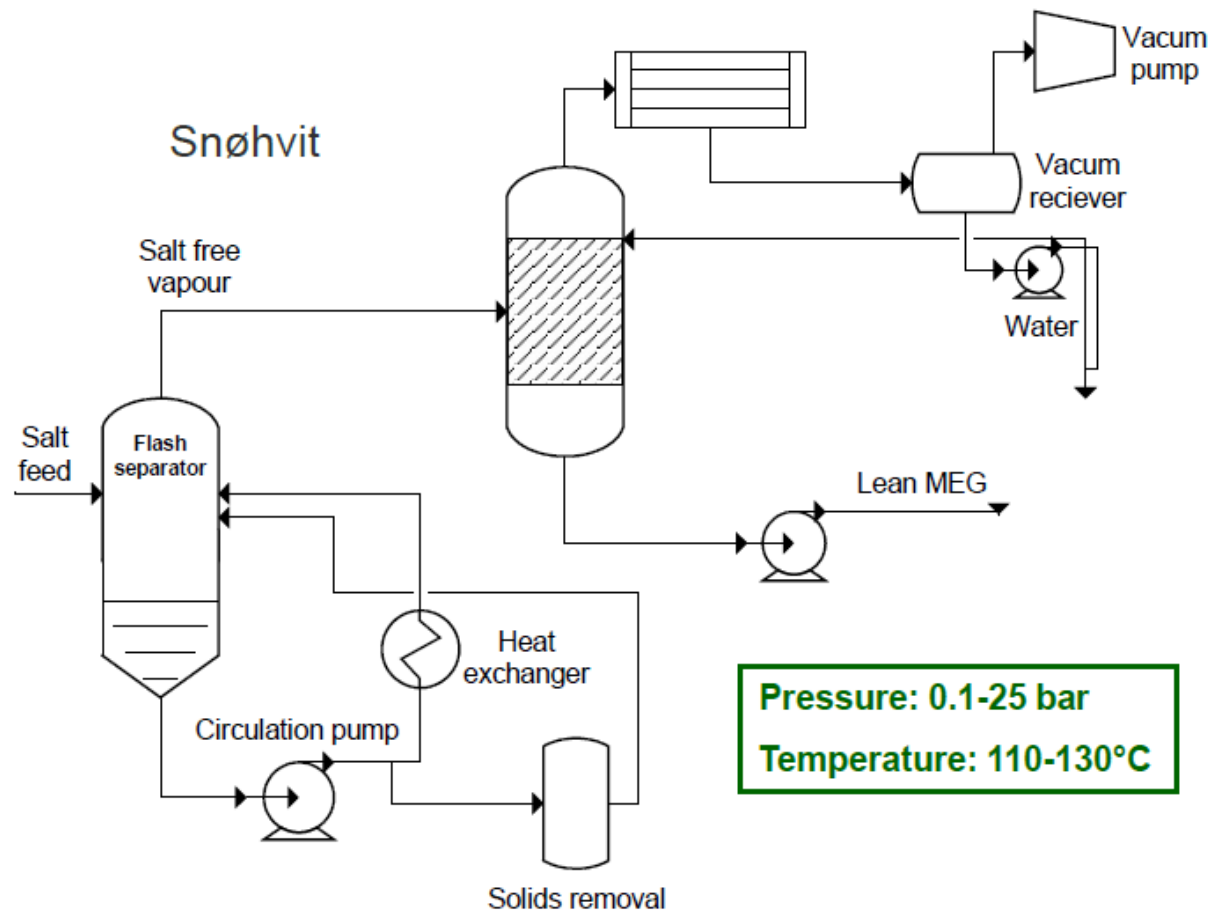 Snøhvit
Vacum
pump
Vacum
reciever
Salt free
vapour
Water
Salt
feed
Flash
separator
Lean MEG
Heat
exchanger
Circulation pump
Solids removal
Pressure: 0.1-25 bar
Temperature: 110-130°C